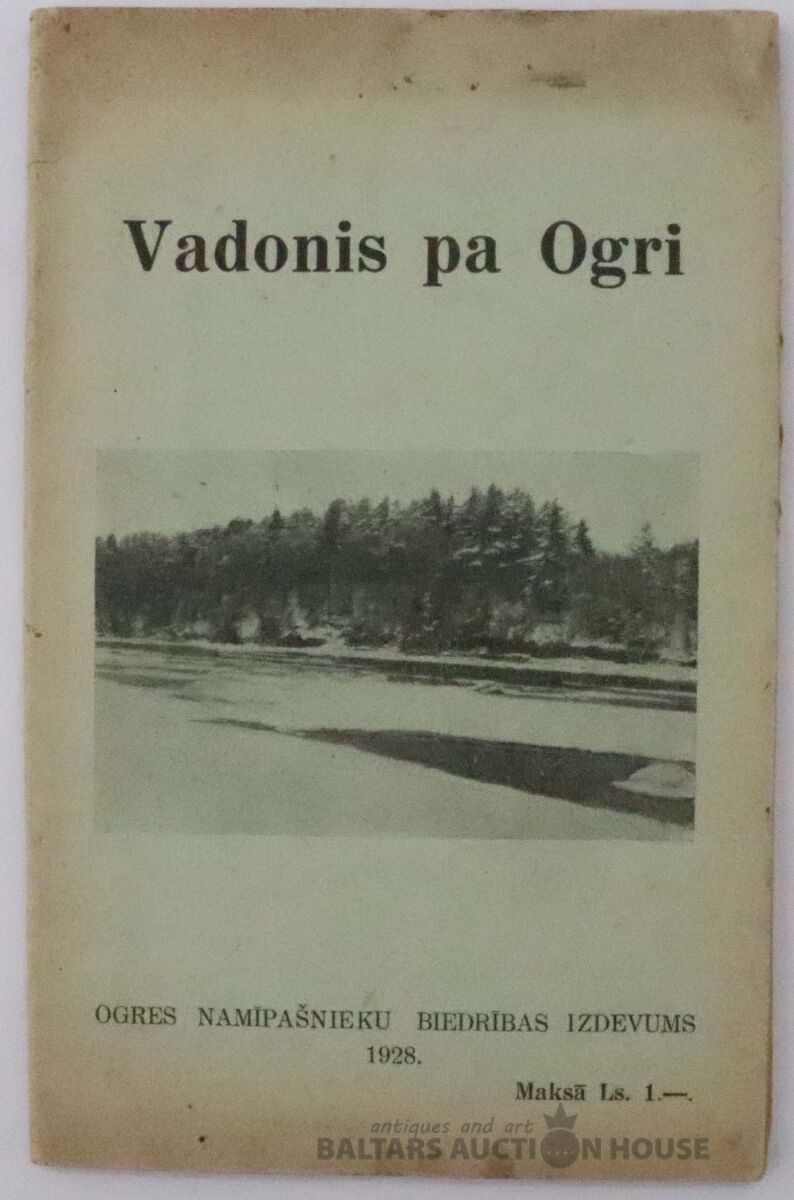 Vadonis pa Ogri
OGRES NAMĪPAŠNIEKU BIEDRĪBAS IZDEVUMS
1928.
Maksā Ls. 1.—.
antiques and art
BALTARS AUCTION HOUSE